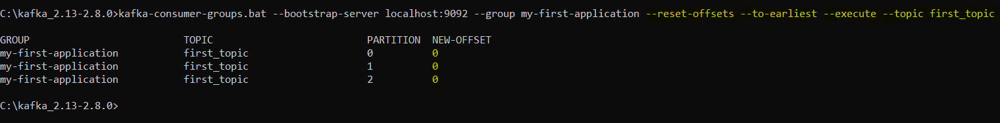 C:\kafka_2.13-2.8.0>kafka-consumer-groups.bat --bootstrap-server localhost:9092 --group my-first-application --reset-offsets --to-earliest --execute --topic first_topic
GROUP TOPIC PARTITION NEW-OFFSET
my-first-application first_topic 0 0
my-first-application first_topic 1 0
my-first-application first_topic 2 0
C:\kafka_2.13-2.8.0>